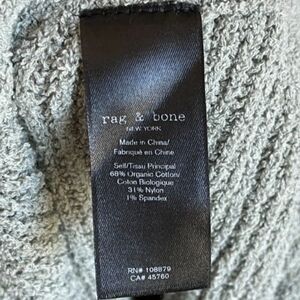 rag & bone
NEW YORK
Made in China/
Fabriqué en Chine
Self/Tissu Principal
68% Organic Cotton/
Coton Biologique
31% Nylon
1% Spandex
RN# 108879
CA# 45760